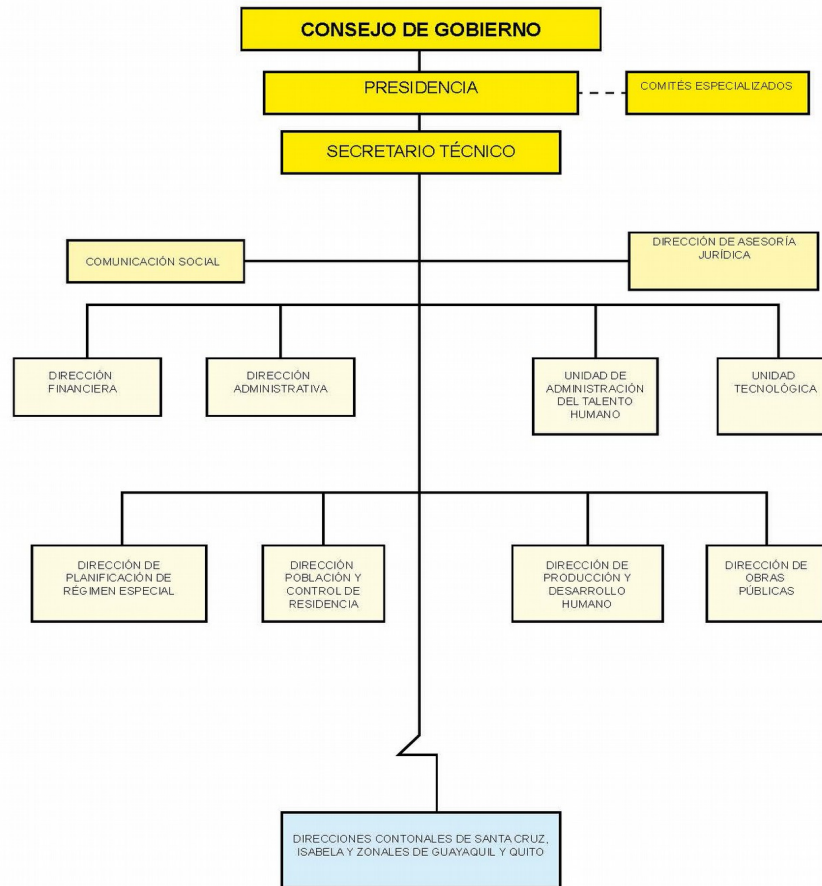 CONSEJO DE GOBIERNO
PRESIDENCIA
COMITÉS ESPECIALIZADOS
SECRETARIO TÉCNICO
COMUNICACIÓN SOCIAL
DIRECCIÓN DE ASESORÍA
JURÍDICA
DIRECCIÓN
FINANCIERA
DIRECCIÓN
ADMINISTRATIVA
UNIDAD DE
ADMINISTRACIÓN
DEL TALENTO
HUMANO
UNIDAD
TECNOLÓGICA
DIRECCIÓN DE
PLANIFICACIÓN DE
RÉGIMEN ESPECIAL
DIRECCIÓN
POBLACIÓN Y
CONTROL DE
RESIDENCIA
DIRECCIÓN DE
PRODUCCIÓN Y
DESARROLLO
HUMANO
DIRECCIÓN DE
OBRAS
PÚBLICAS
DIRECCIONES CONTONALES DE SANTA CRUZ,
ISABELA Y ZONALES DE GUAYAQUIL Y QUITO